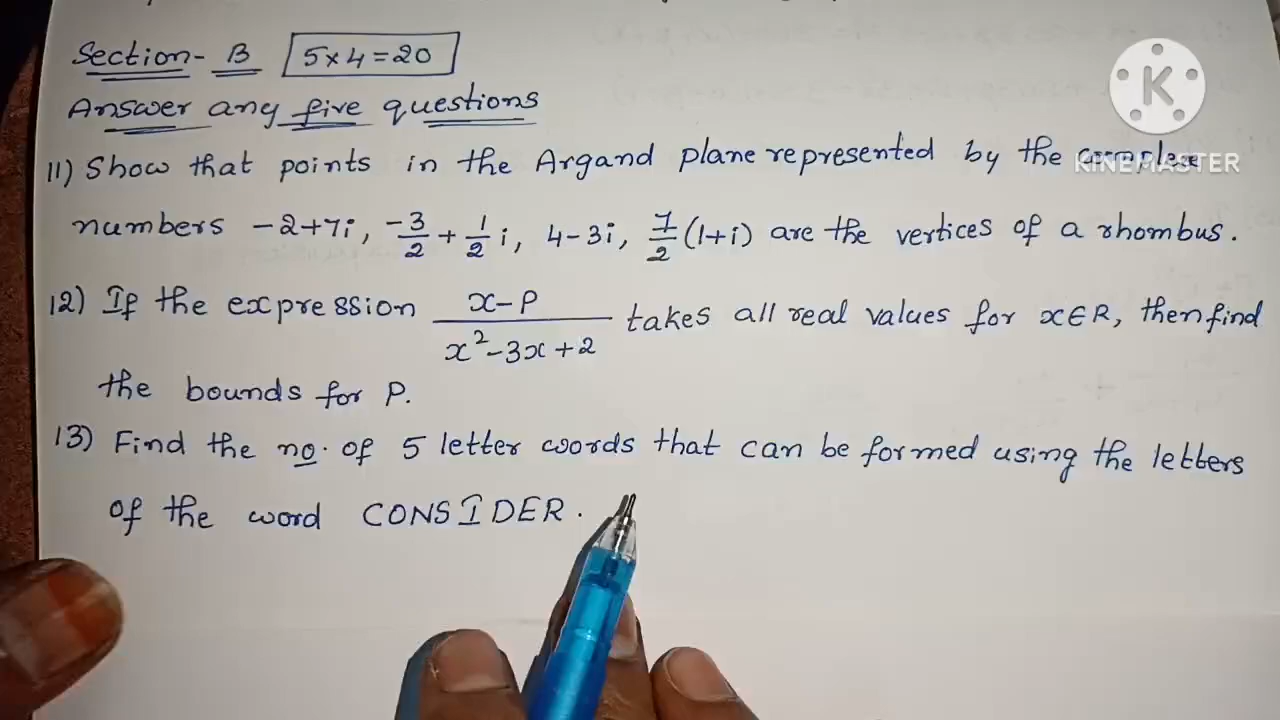 Section- B 5×4=20
Answer any five questions
K
KINEMASTER
11) Show that points in the Argand plane represented by the complex
numbers -2+7i, -3/2 + 1/2 i, 4-3i, 7/2 (1+i) are the vertices of a rhombus.
12) If the expression x-P / x²-3x+2 takes all real values for x∈R, then find
the bounds for P.
13) Find the no. of 5 letter words that can be formed using the letters
of the word CONSIDER.